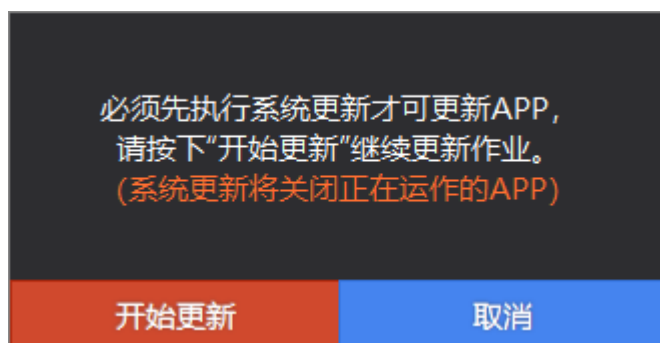 必须先执行系统更新才可更新APP,
请按下"开始更新"继续更新作业。
(系统更新将关闭正在运作的APP)
开始更新
取消